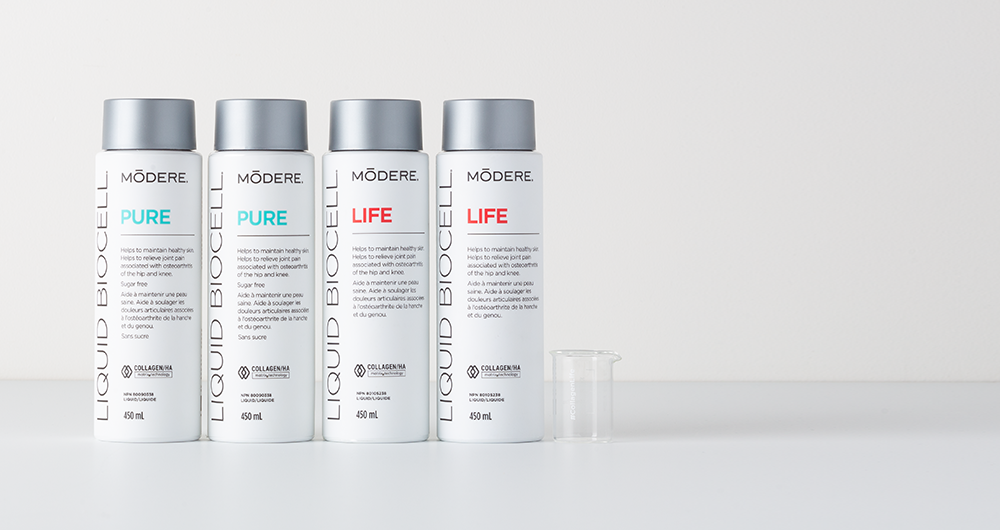 LIQUID BIOCELL.
MŌDERE.
PURE
Helps to maintain healthy skin.
Helps to relieve joint pain
associated with osteoarthritis
of the hip and knee.
Sugar free
Aide à maintenir une peau
saine. Aide à soulager les
douleurs articulaires associées
à l'ostéoarthrite de la hanche
et du genou.
Sans sucre
COLLAGEN/HA
matrix technology
NPN
LIQUID/LIQUIDE
450 mL
LIQUID BIOCELL.
MŌDERE.
PURE
Helps to maintain healthy skin.
Helps to relieve joint pain
associated with osteoarthritis
of the hip and knee.
Sugar free
Aide à maintenir une peau
saine. Aide à soulager les
douleurs articulaires associées
à l'ostéoarthrite de la hanche
et du genou.
Sans sucre
COLLAGEN/HA
matrix technology
NPN
LIQUID/LIQUIDE
450 mL
LIQUID BIOCELL.
MŌDERE.
LIFE
Helps to maintain healthy skin.
Helps to relieve joint pain
associated with osteoarthritis
of the hip and knee.
Aide à maintenir une peau
saine. Aide à soulager les
douleurs articulaires associées
à l'ostéoarthrite de la hanche
et du genou.
COLLAGEN/HA
matrix technology
NPN
LIQUID/LIQUIDE
450 mL
LIQUID BIOCELL.
MŌDERE.
LIFE
Helps to maintain healthy skin.
Helps to relieve joint pain
associated with osteoarthritis
of the hip and knee.
Aide à maintenir une peau
saine. Aide à soulager les
douleurs articulaires associées
à l'ostéoarthrite de la hanche
et du genou.
COLLAGEN/HA
matrix technology
NPN
LIQUID/LIQUIDE
450 mL